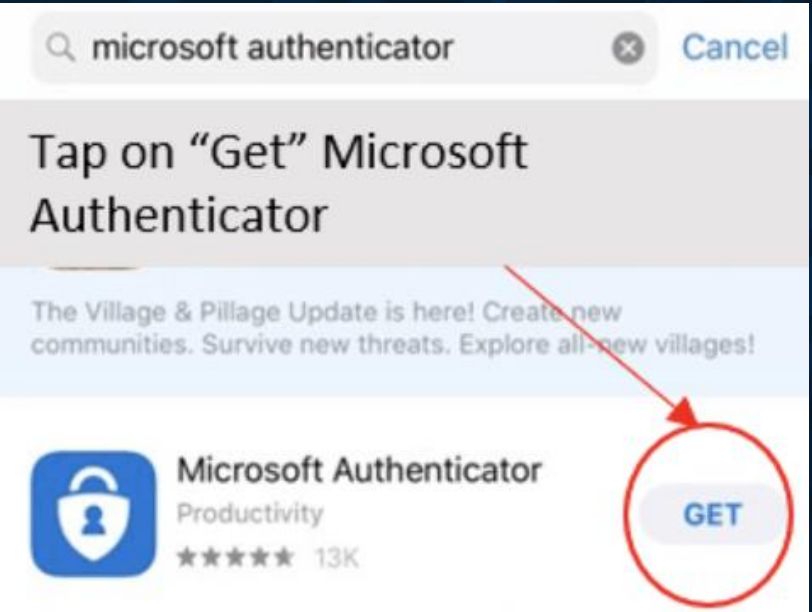 microsoft authenticator Cancel
Tap on “Get” Microsoft
Authenticator
The Village & Pillage Update is here! Create new
communities. Survive new threats. Explore all-new villages!
Microsoft Authenticator
Productivity
GET
13K